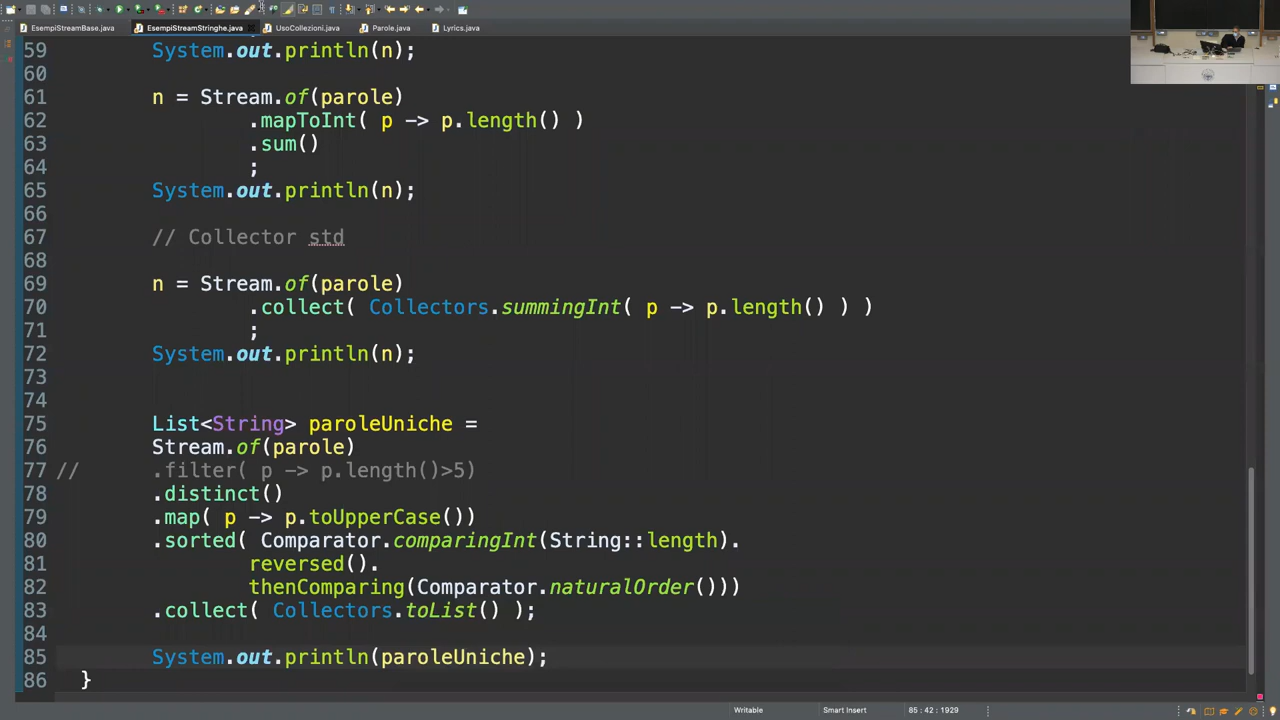 EsempiStreamBase.java EsempiStreamStringhe.java UsoCollezioni.java Parole.java Lyrics.java
59 System.out.println(n);
60
61 n = Stream.of(parole)
62 .mapToInt( p -> p.length() )
63 .sum()
64 ;
65 System.out.println(n);
66
67 // Collector std
68
69 n = Stream.of(parole)
70 .collect( Collectors.summingInt( p -> p.length() ) )
71 ;
72 System.out.println(n);
73
74
75 List<String> paroleUniche =
76 Stream.of(parole)
77 // .filter( p -> p.length()>5)
78 .distinct()
79 .map( p -> p.toUpperCase())
80 .sorted( Comparator.comparingInt(String::length).
81 reversed().
82 thenComparing(Comparator.naturalOrder()))
83 .collect( Collectors.toList() );
84
85 System.out.println(paroleUniche);
86 }
Writable Smart Insert 85 : 42 : 1929